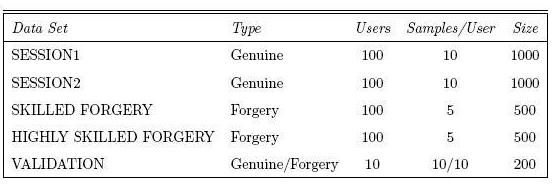 Data Set Type Users Samples/User Size
SESSION1 Genuine 100 10 1000
SESSION2 Genuine 100 10 1000
SKILLED FORGERY Forgery 100 5 500
HIGHLY SKILLED FORGERY Forgery 100 5 500
VALIDATION Genuine/Forgery 10 10/10 200